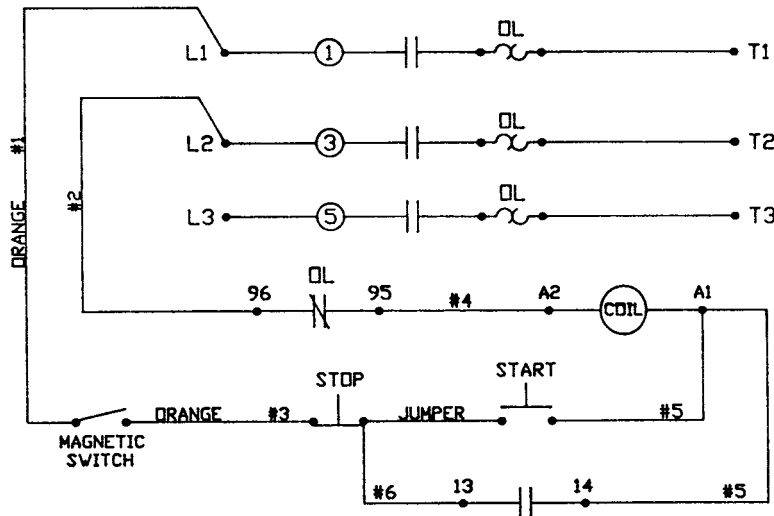 OL
L1 1 T1
OL
L2 3 T2
OL
L3 5 T3
ORANGE #1
#2
OL
96 95 #4 A2 COIL A1
STOP START
ORANGE #3 JUMPER #5
MAGNETIC
SWITCH
#6 13 14 #5